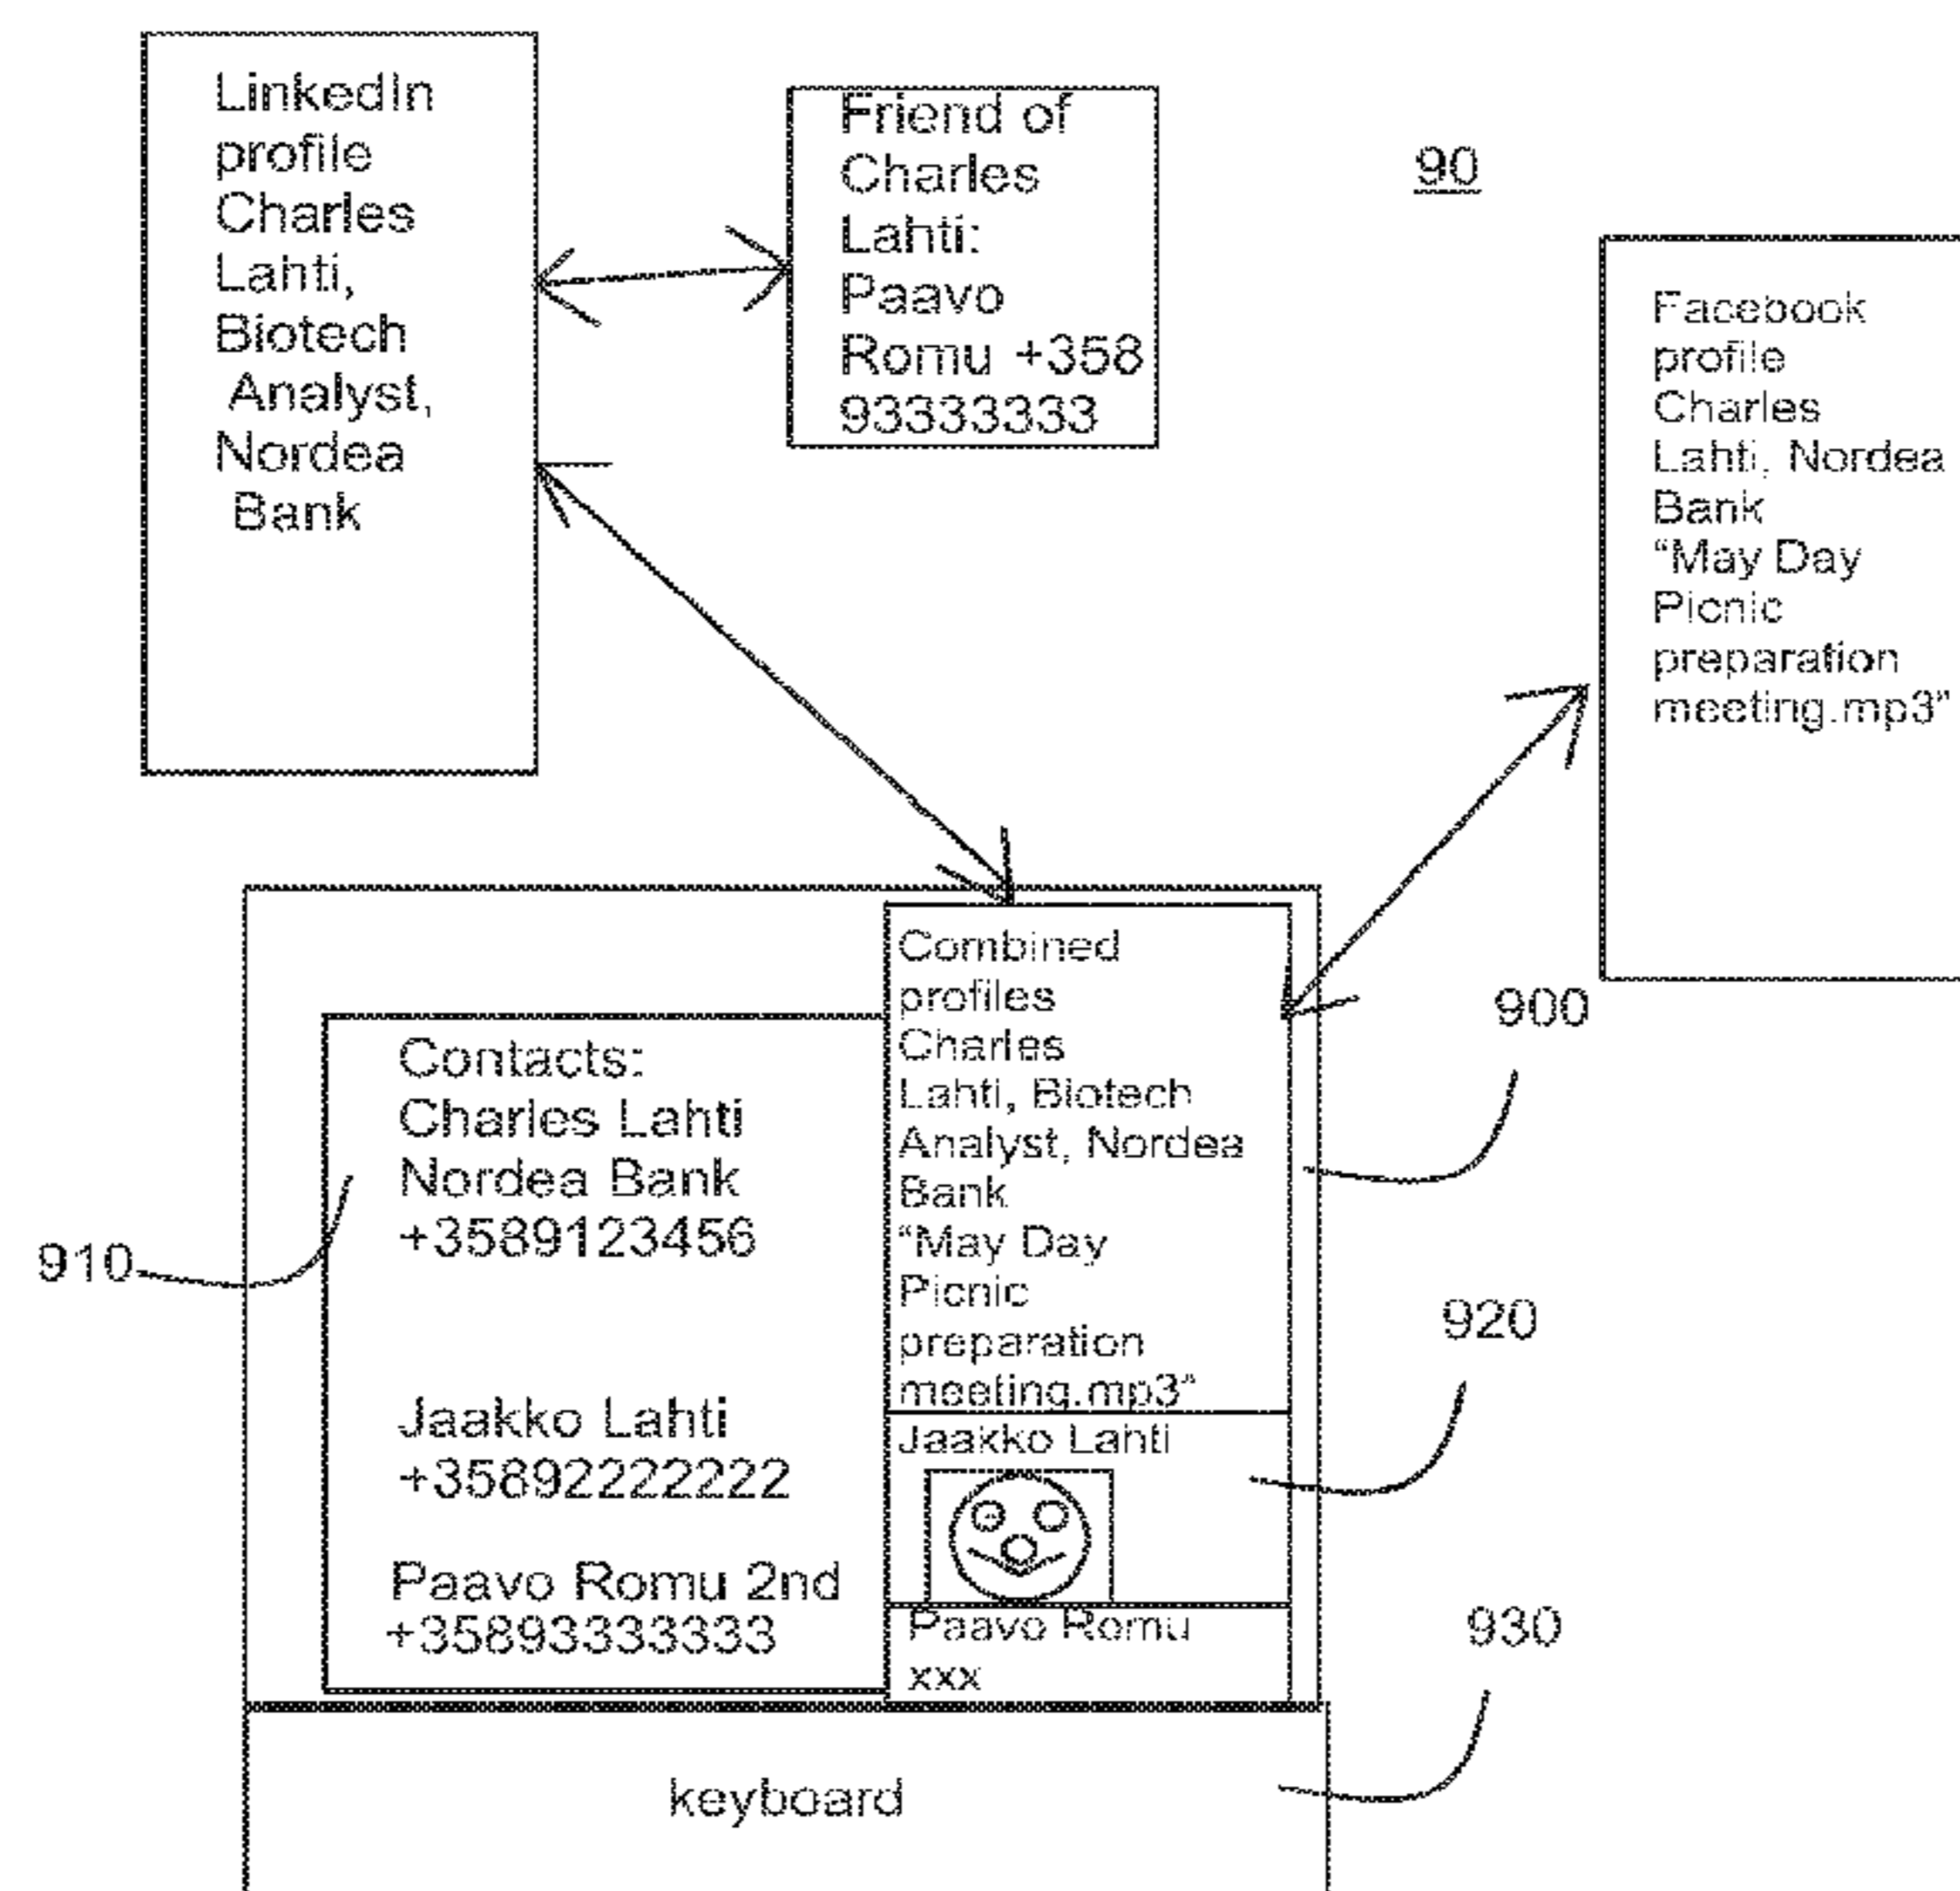 LinkedIn
profile
Charles
Lahti,
Biotech
Analyst,
Nordea
Bank
Friend of
Charles
Lahti:
Paavo
Romu +358
93333333
90
Facebook
profile
Charles
Lahti, Nordea
Bank
“May Day
Picnic
preparation
meeting.mp3”
Contacts:
Charles Lahti
Nordea Bank
+3589123456
Jaakko Lahti
+35892222222
Paavo Romu 2nd
+35893333333
Combined
profiles
Charles
Lahti, Biotech
Analyst, Nordea
Bank
“May Day
Picnic
preparation
meeting.mp3”
Jaakko Lahti
Paavo Romu
xxx
900
910
920
930
keyboard